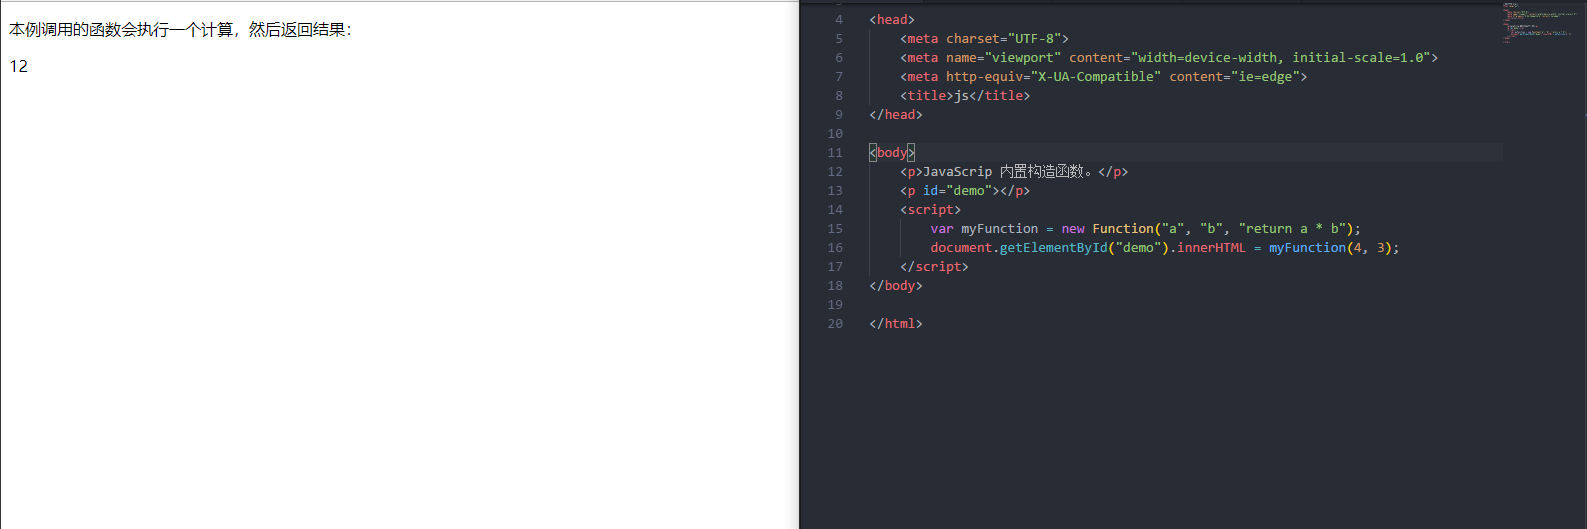 本例调用的函数会执行一个计算，然后返回结果：
12
4 <head>
5 <meta charset="UTF-8">
6 <meta name="viewport" content="width=device-width, initial-scale=1.0">
7 <meta http-equiv="X-UA-Compatible" content="ie=edge">
8 <title>js</title>
9 </head>
10
11 <body>
12 <p>JavaScrip 内置构造函数。</p>
13 <p id="demo"></p>
14 <script>
15 var myFunction = new Function("a", "b", "return a * b");
16 document.getElementById("demo").innerHTML = myFunction(4, 3);
17 </script>
18 </body>
19
20 </html>